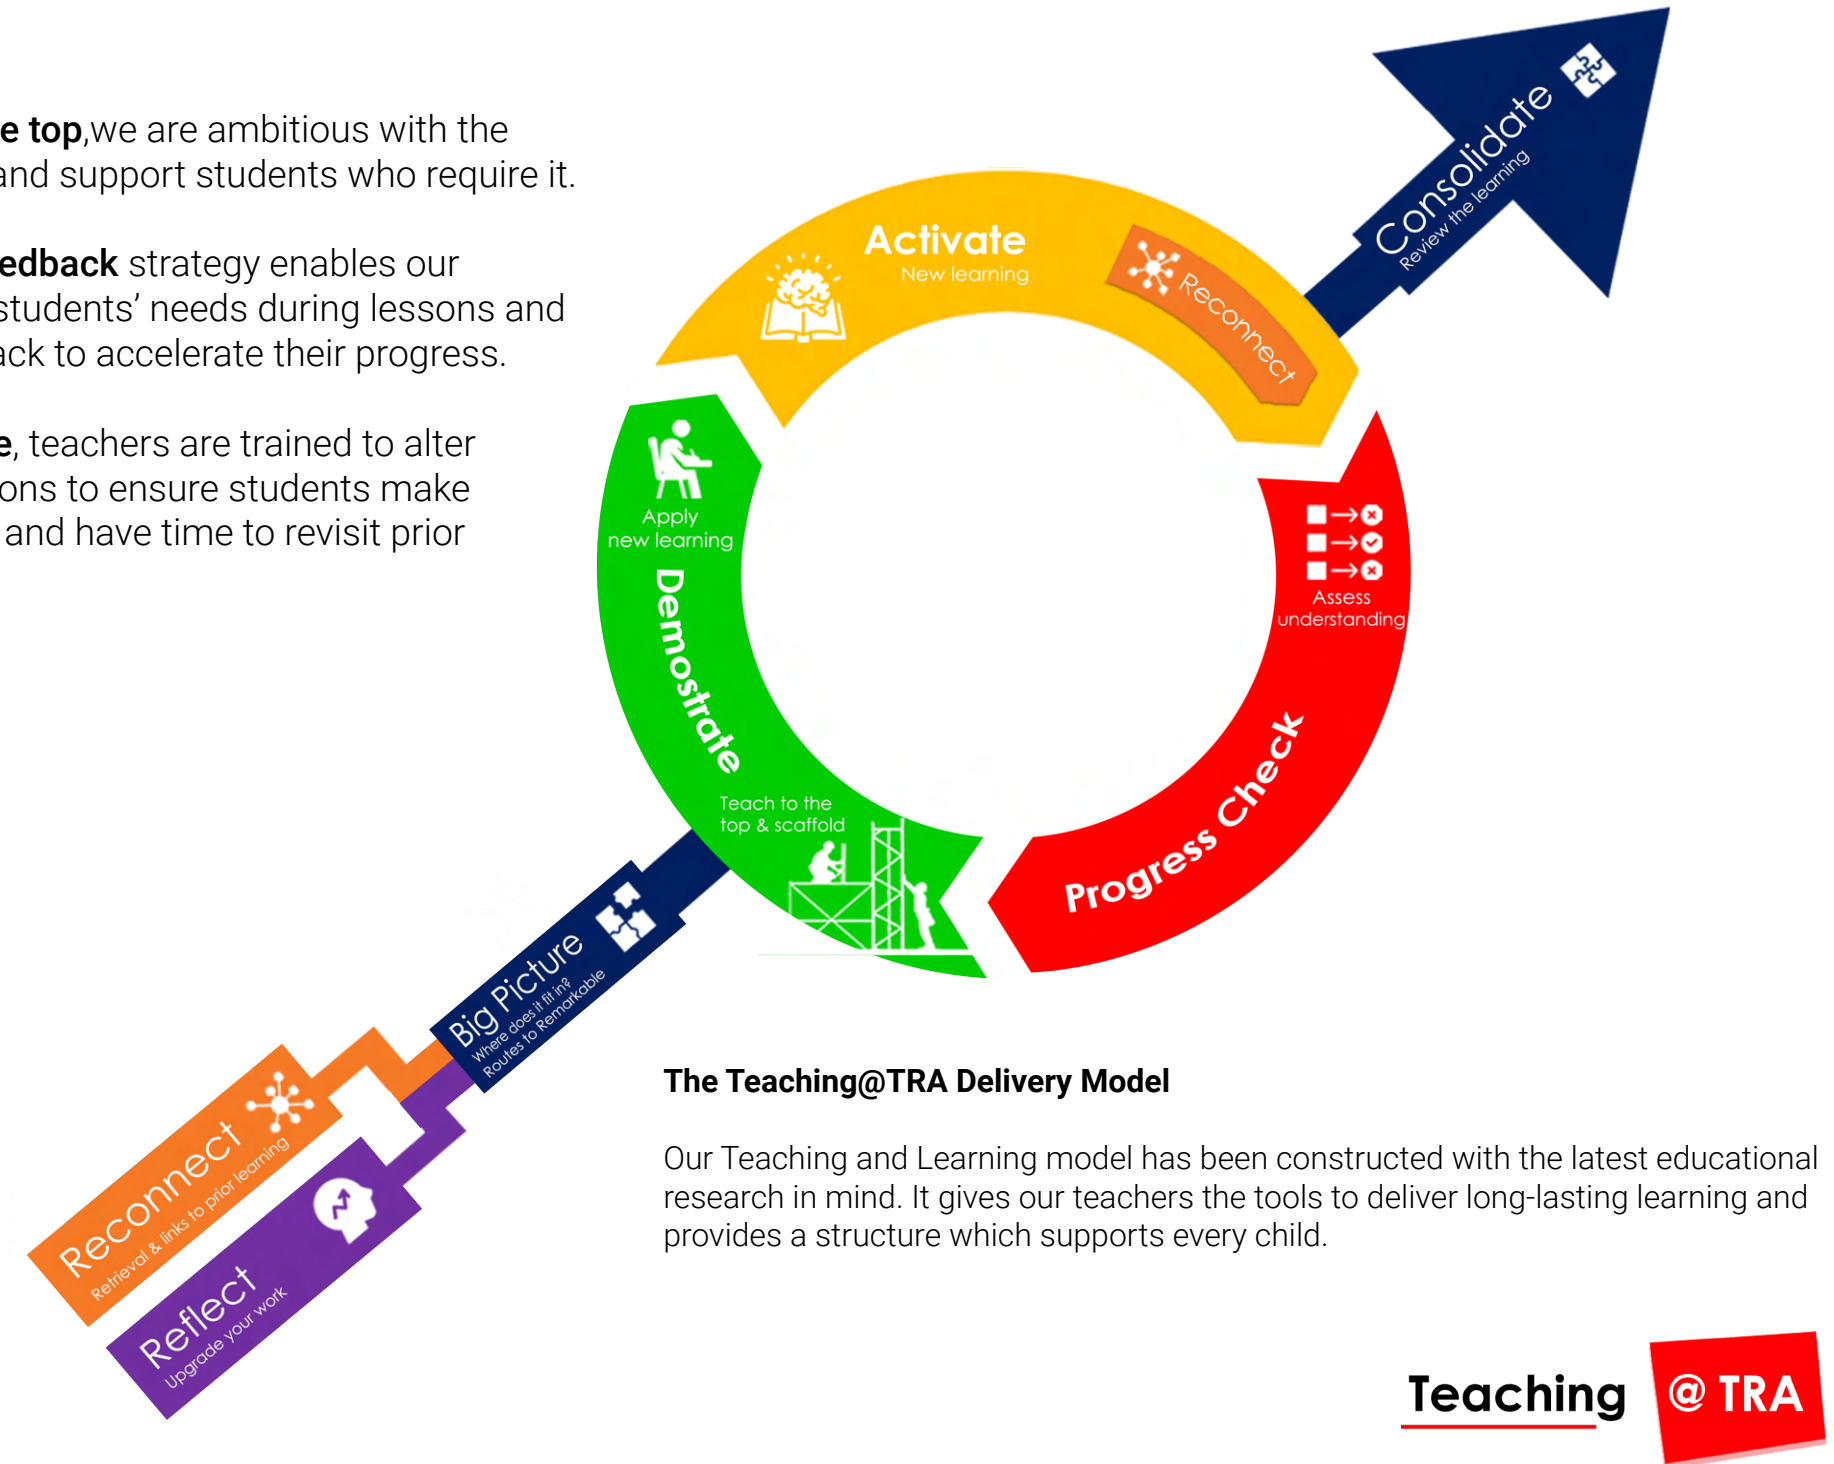 e top,we are ambitious with the
and support students who require it.
edback strategy enables our
students' needs during lessons and
ack to accelerate their progress.
e, teachers are trained to alter
ons to ensure students make
and have time to revisit prior
Consolidate
Review the learning
Activate
New learning
Reconnect
Assess
understanding
Progress Check
Apply
new learning
Demostrate
Teach to the
top & scaffold
Big Picture
Where does it fit in?
Routes to Remarkable
Reconnect
Retrieval & links to prior learning
Reflect
Upgrade your work
The Teaching@TRA Delivery Model
Our Teaching and Learning model has been constructed with the latest educational
research in mind. It gives our teachers the tools to deliver long-lasting learning and
provides a structure which supports every child.
Teaching @ TRA